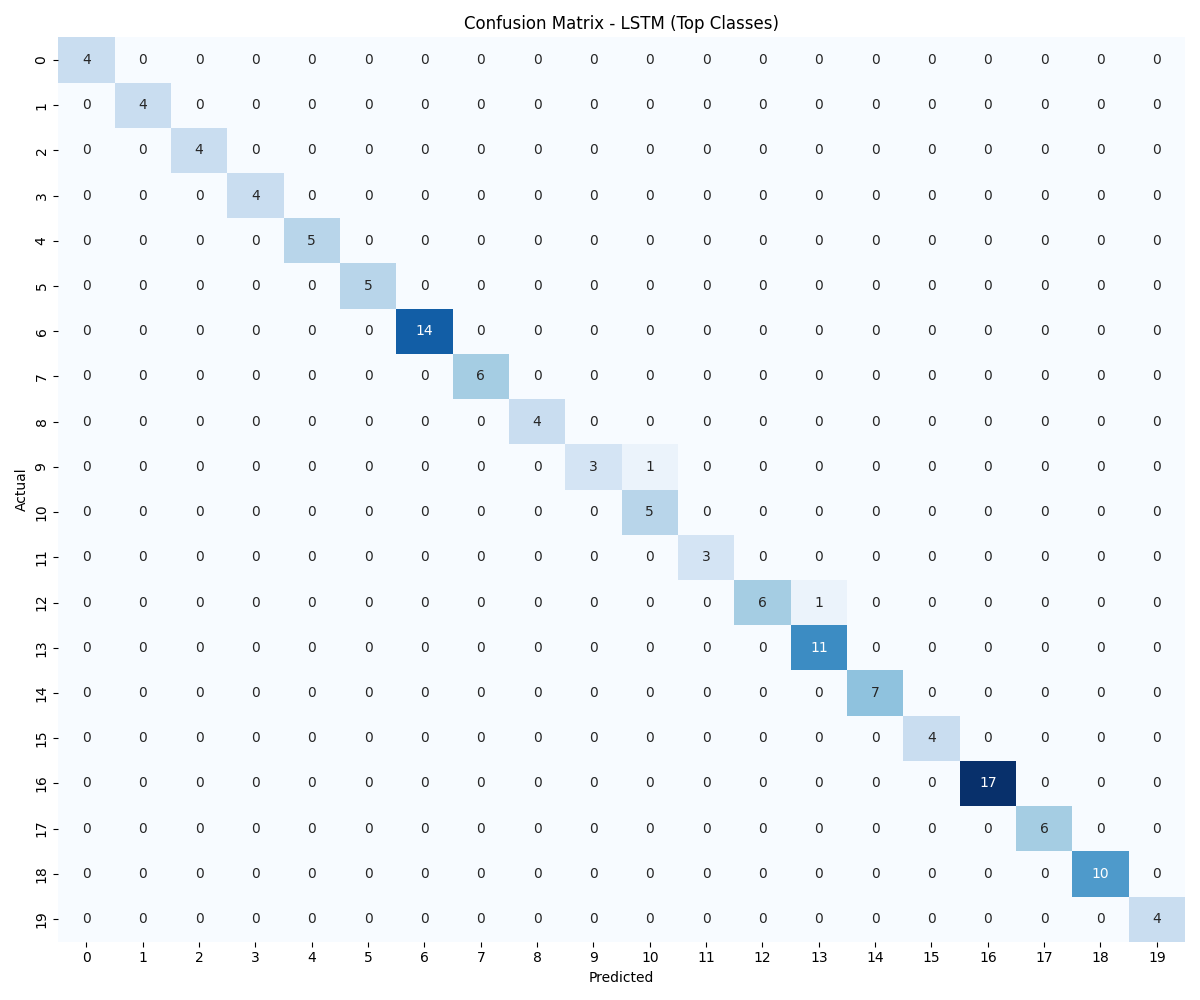 Confusion Matrix - LSTM (Top Classes)
0 4 0 0 0 0 0 0 0 0 0 0 0 0 0 0 0 0 0 0 0
1 0 4 0 0 0 0 0 0 0 0 0 0 0 0 0 0 0 0 0 0
2 0 0 4 0 0 0 0 0 0 0 0 0 0 0 0 0 0 0 0 0
3 0 0 0 4 0 0 0 0 0 0 0 0 0 0 0 0 0 0 0 0
4 0 0 0 0 5 0 0 0 0 0 0 0 0 0 0 0 0 0 0 0
5 0 0 0 0 0 5 0 0 0 0 0 0 0 0 0 0 0 0 0 0
6 0 0 0 0 0 0 14 0 0 0 0 0 0 0 0 0 0 0 0 0
7 0 0 0 0 0 0 0 6 0 0 0 0 0 0 0 0 0 0 0 0
8 0 0 0 0 0 0 0 0 4 0 0 0 0 0 0 0 0 0 0 0
9 0 0 0 0 0 0 0 0 0 3 1 0 0 0 0 0 0 0 0 0
Actual
10 0 0 0 0 0 0 0 0 0 0 5 0 0 0 0 0 0 0 0 0
11 0 0 0 0 0 0 0 0 0 0 0 3 0 0 0 0 0 0 0 0
12 0 0 0 0 0 0 0 0 0 0 0 0 6 1 0 0 0 0 0 0
13 0 0 0 0 0 0 0 0 0 0 0 0 0 11 0 0 0 0 0 0
14 0 0 0 0 0 0 0 0 0 0 0 0 0 0 7 0 0 0 0 0
15 0 0 0 0 0 0 0 0 0 0 0 0 0 0 0 4 0 0 0 0
16 0 0 0 0 0 0 0 0 0 0 0 0 0 0 0 0 17 0 0 0
17 0 0 0 0 0 0 0 0 0 0 0 0 0 0 0 0 0 6 0 0
18 0 0 0 0 0 0 0 0 0 0 0 0 0 0 0 0 0 0 10 0
19 0 0 0 0 0 0 0 0 0 0 0 0 0 0 0 0 0 0 0 4
0 1 2 3 4 5 6 7 8 9 10 11 12 13 14 15 16 17 18 19
Predicted